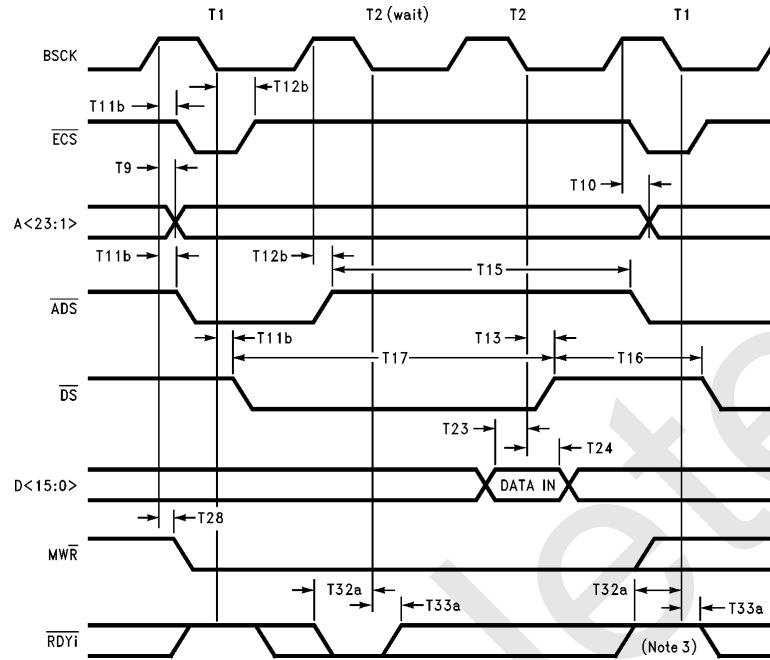 T1 T2 (wait) T2 T1
BSCK
T12b
T11b
ECS
T9
T10
A<23:1>
T11b T12b
T15
ADS
T11b T13
T17 T16
DS
T23
T24
D<15:0> DATA IN
T28
MWR
T32a T32a
T33a T33a
RDYi (Note 3)
lete